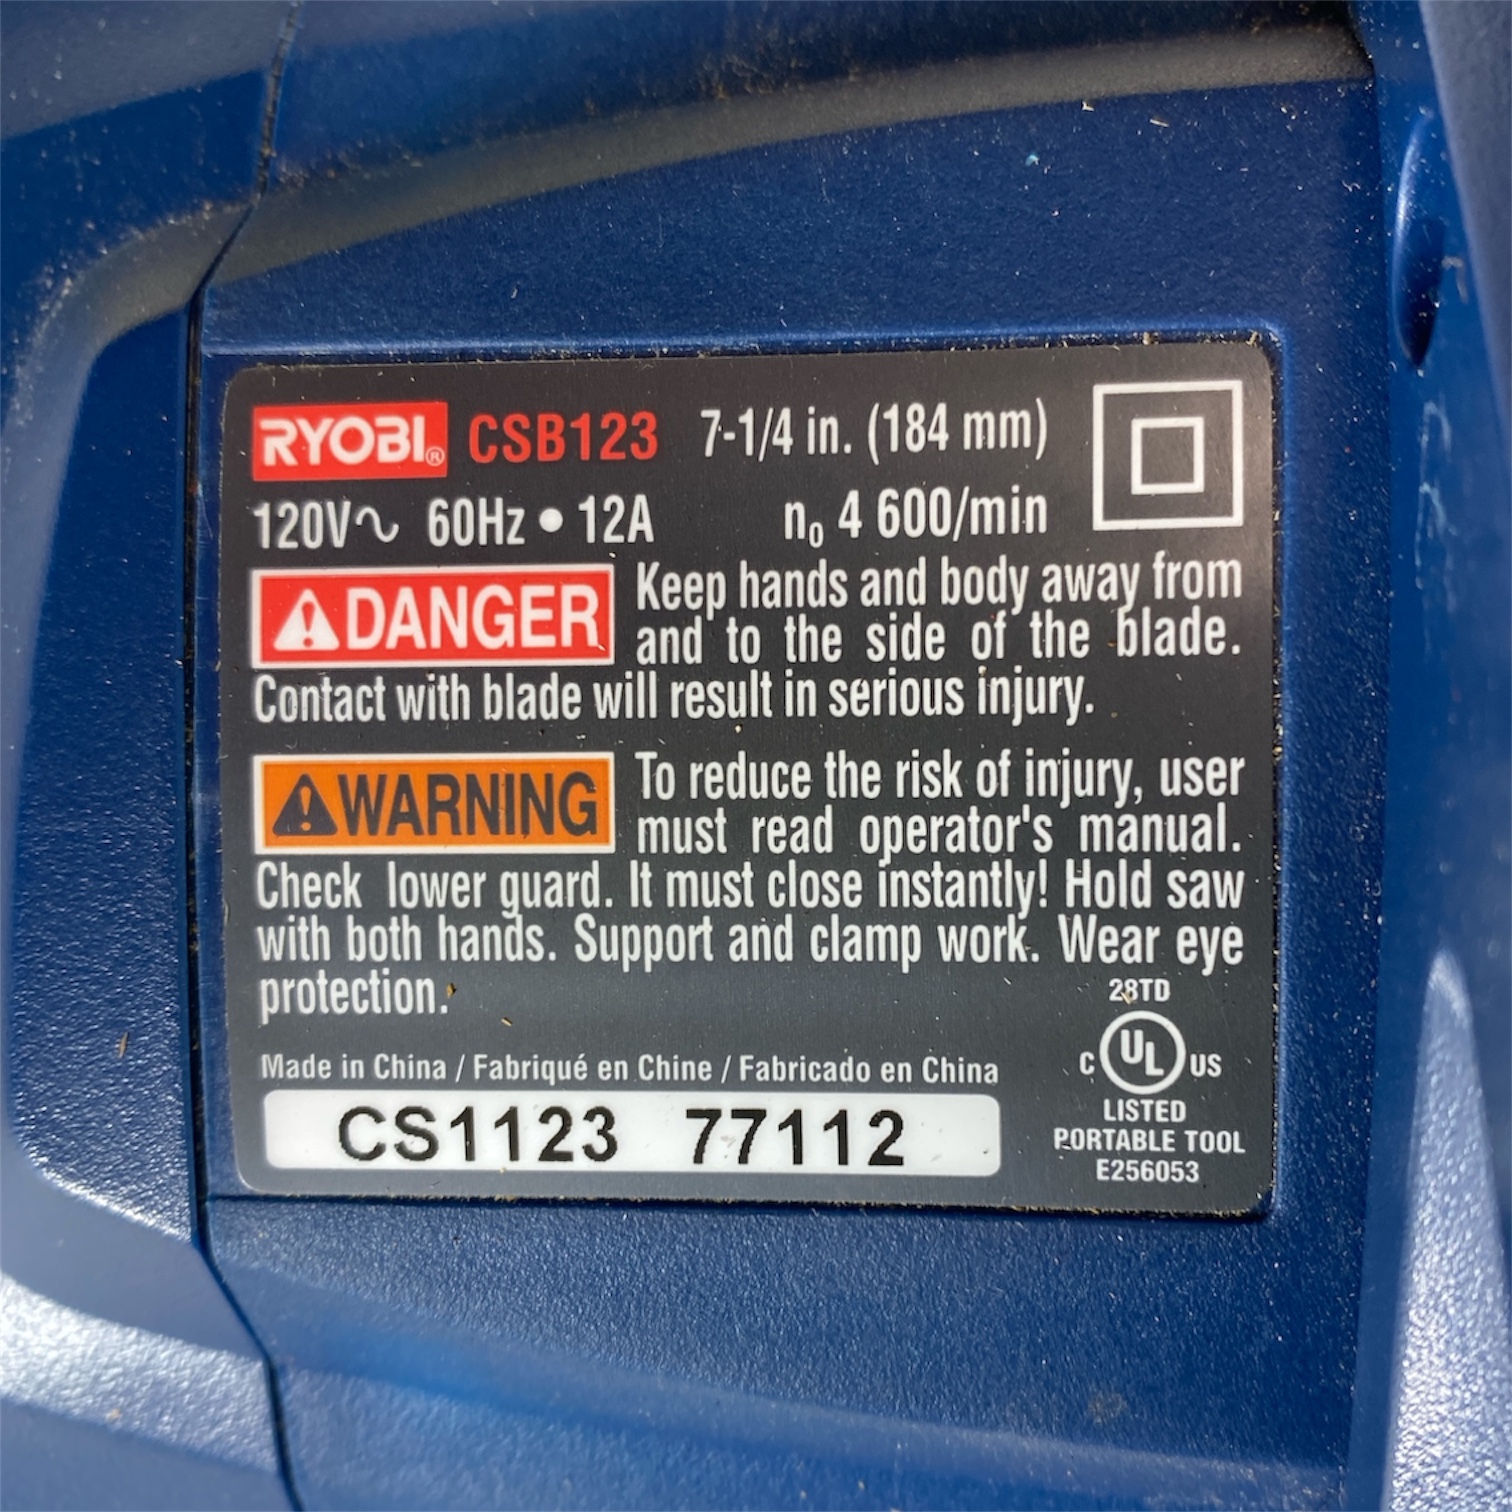 RYOBI® CSB123 7-1/4 in. (184 mm)
120V~ 60Hz • 12A n₀ 4 600/min
DANGER Keep hands and body away from
and to the side of the blade.
Contact with blade will result in serious injury.
WARNING To reduce the risk of injury, user
must read operator's manual.
Check lower guard. It must close instantly! Hold saw
with both hands. Support and clamp work. Wear eye
protection.
28TD
Made in China / Fabriqué en Chine / Fabricado en China
C UL US
LISTED
PORTABLE TOOL
E256053
CS1123 77112